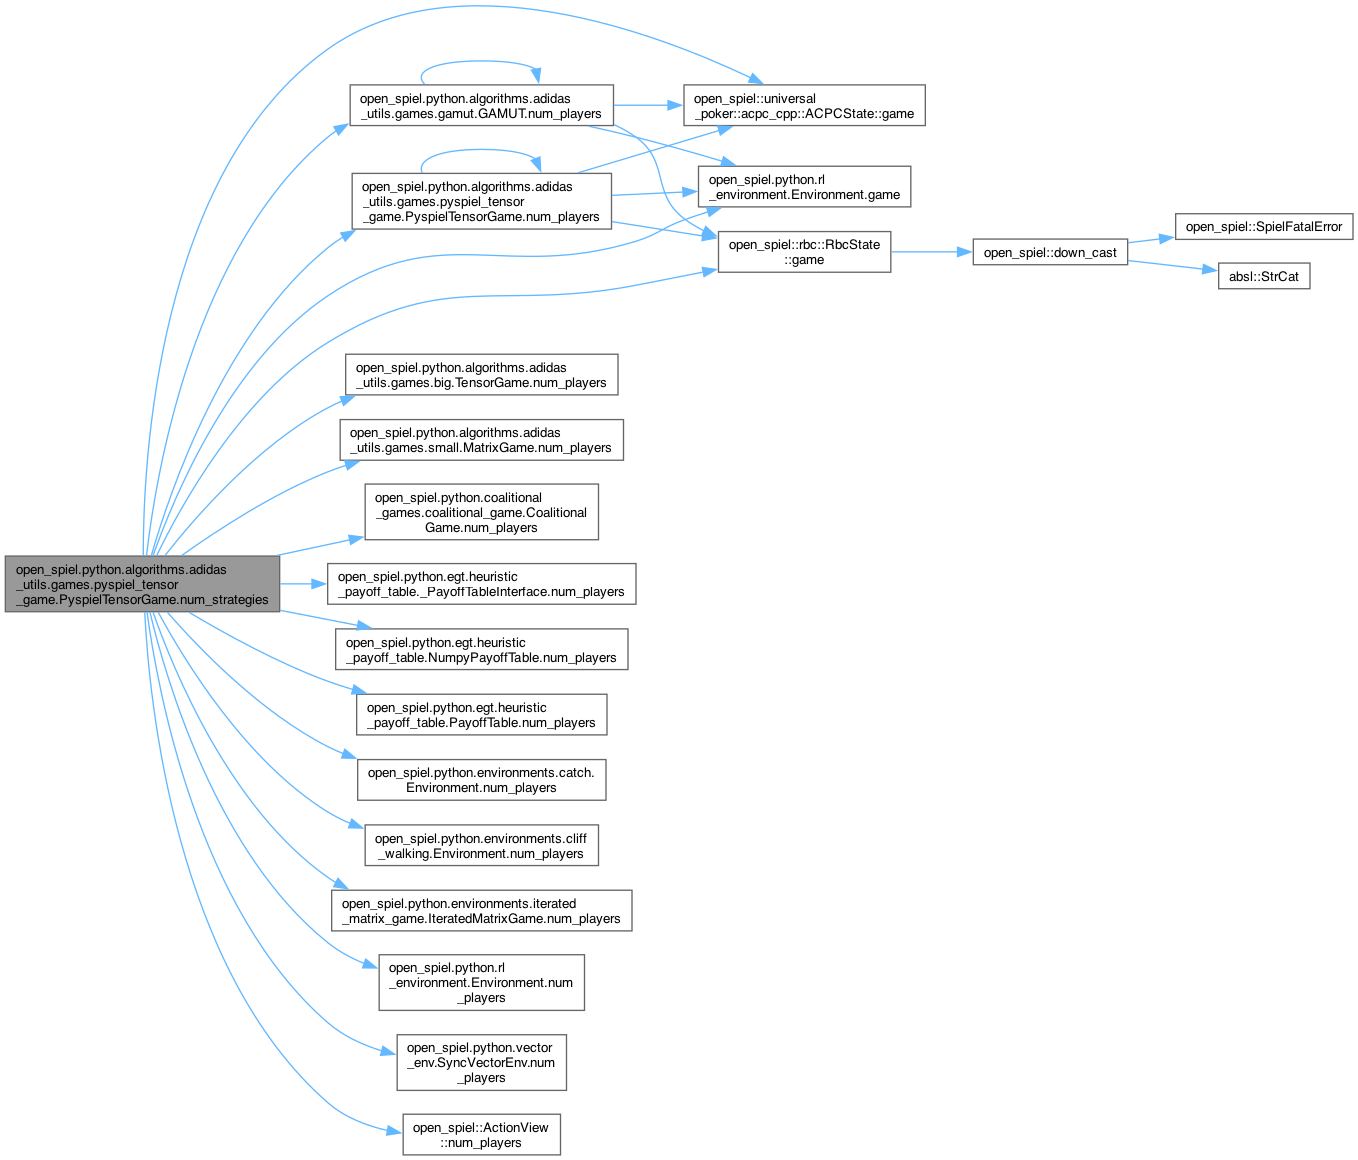 open_spiel.python.algorithms.adidas
_utils.games.gamut.GAMUT.num_players
open_spiel::universal
_poker::acpc_cpp::ACPCState::game
open_spiel.python.algorithms.adidas
_utils.games.pyspiel_tensor
_game.PyspielTensorGame.num_players
open_spiel.python.rl
_environment.Environment.game
open_spiel::rbc::RbcState
::game
open_spiel::down_cast
open_spiel::SpielFatalError
absl::StrCat
open_spiel.python.algorithms.adidas
_utils.games.big.TensorGame.num_players
open_spiel.python.algorithms.adidas
_utils.games.small.MatrixGame.num_players
open_spiel.python.coalitional
_games.coalitional_game.Coalitional
Game.num_players
open_spiel.python.algorithms.adidas
_utils.games.pyspiel_tensor
_game.PyspielTensorGame.num_strategies
open_spiel.python.egt.heuristic
_payoff_table._PayoffTableInterface.num_players
open_spiel.python.egt.heuristic
_payoff_table.NumpyPayoffTable.num_players
open_spiel.python.egt.heuristic
_payoff_table.PayoffTable.num_players
open_spiel.python.environments.catch.
Environment.num_players
open_spiel.python.environments.cliff
_walking.Environment.num_players
open_spiel.python.environments.iterated
_matrix_game.IteratedMatrixGame.num_players
open_spiel.python.rl
_environment.Environment.num
_players
open_spiel.python.vector
_env.SyncVectorEnv.num
_players
open_spiel::ActionView
::num_players